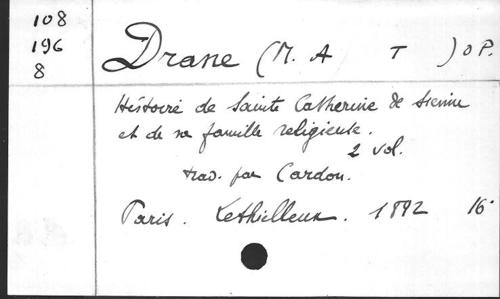 108
196
8
Drane (M. A T ) O P.
Histoire de Sainte Catherine de Sienne
et de sa famille religieuse.
2 vol.
trad. par Cardon.
Paris. Lethielleux. 1892 16°